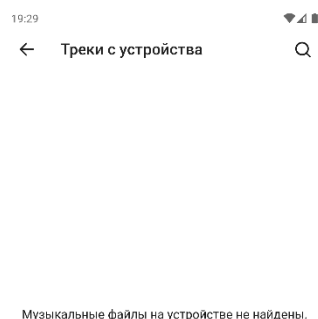 19:29
Треки с устройства
Музыкальные файлы на устройстве не найдены.